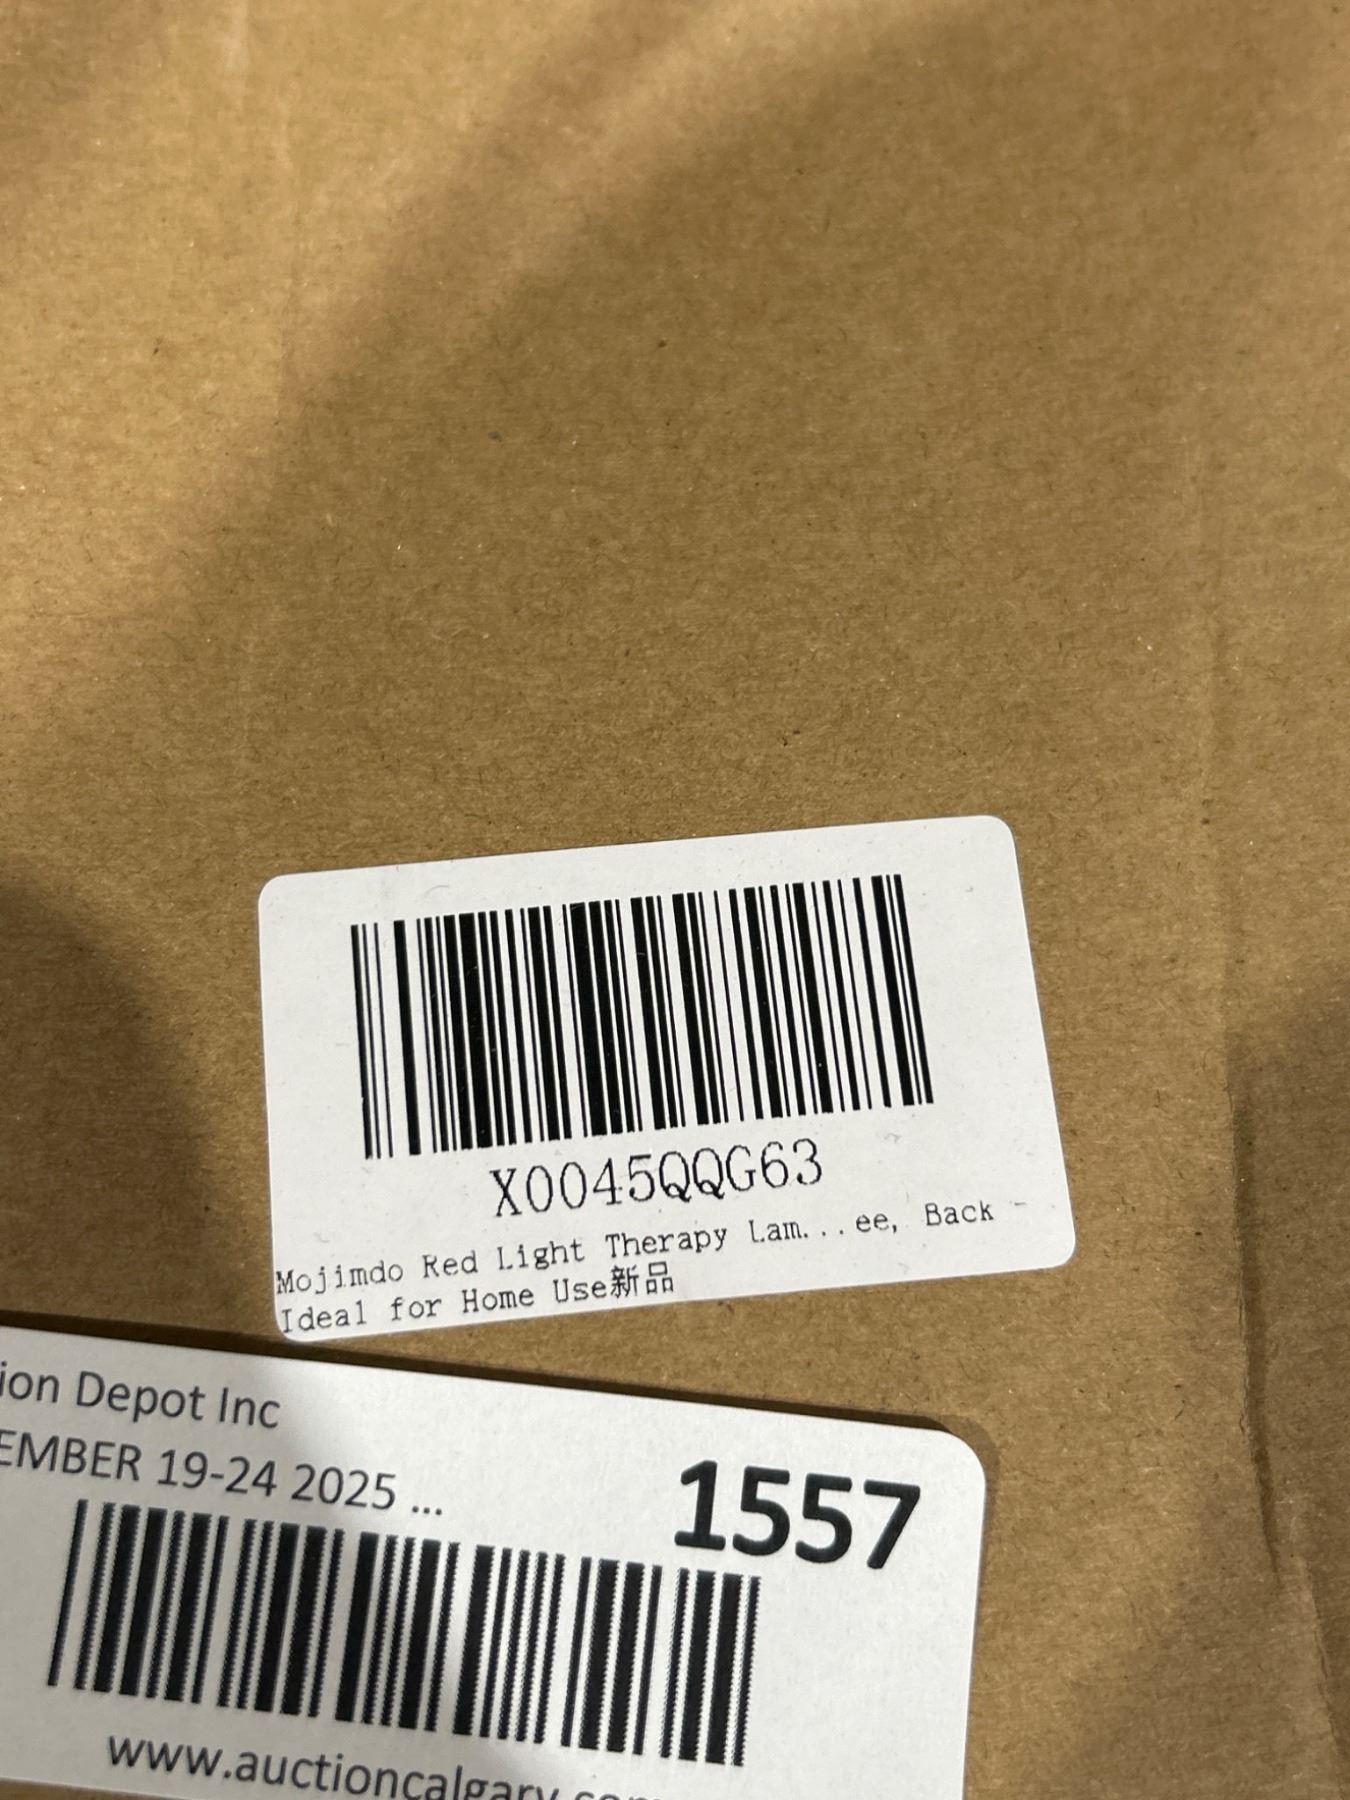 X0045QQG63
Mojimdo Red Light Therapy Lam...ee, Back -
Ideal for Home Use新品
ion Depot Inc
EMBER 19-24 2025 ...
1557
www.auctioncalgary.com